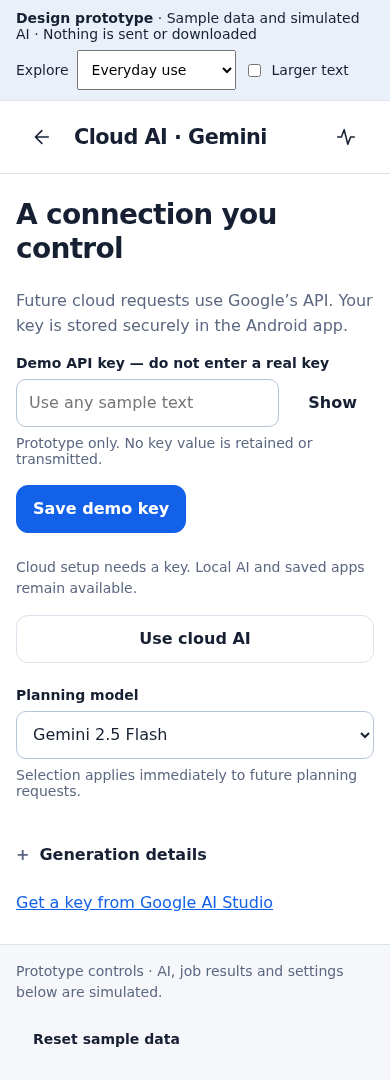 Design prototype · Sample data and simulated
AI · Nothing is sent or downloaded
Explore Everyday use Larger text
Cloud AI · Gemini
A connection you
control
Future cloud requests use Google’s API. Your
key is stored securely in the Android app.
Demo API key — do not enter a real key
Use any sample text Show
Prototype only. No key value is retained or
transmitted.
Save demo key
Cloud setup needs a key. Local AI and saved apps
remain available.
Use cloud AI
Planning model
Gemini 2.5 Flash
Selection applies immediately to future planning
requests.
+ Generation details
Get a key from Google AI Studio
Prototype controls · AI, job results and settings
below are simulated.
Reset sample data